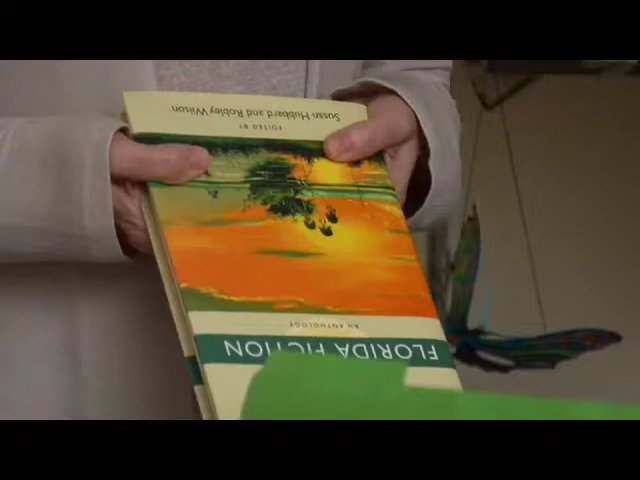 FLORIDA FICTION
AN ANTHOLOGY
EDITED BY
Susan Hubbard and Robley Wilson